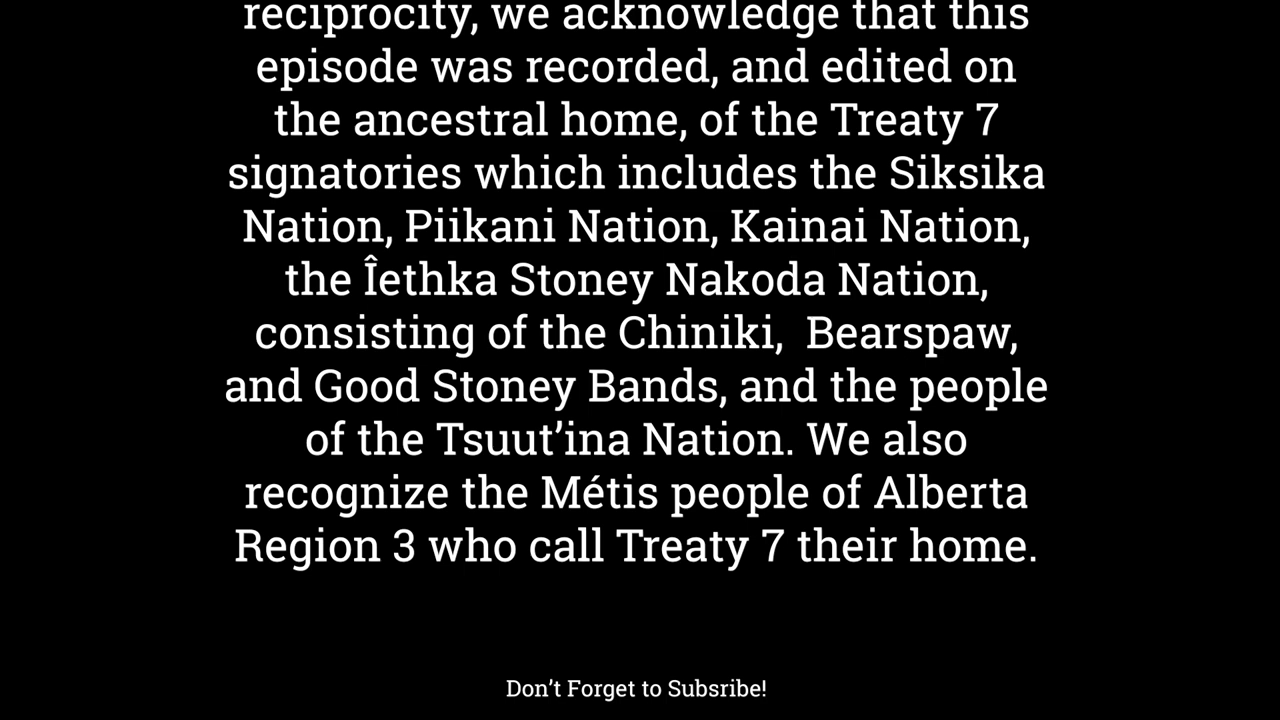 reciprocity, we acknowledge that this
episode was recorded, and edited on
the ancestral home, of the Treaty 7
signatories which includes the Siksika
Nation, Piikani Nation, Kainai Nation,
the Îethka Stoney Nakoda Nation,
consisting of the Chiniki,  Bearspaw,
and Good Stoney Bands, and the people
of the Tsuut’ina Nation. We also
recognize the Métis people of Alberta
Region 3 who call Treaty 7 their home.
Don’t Forget to Subsribe!